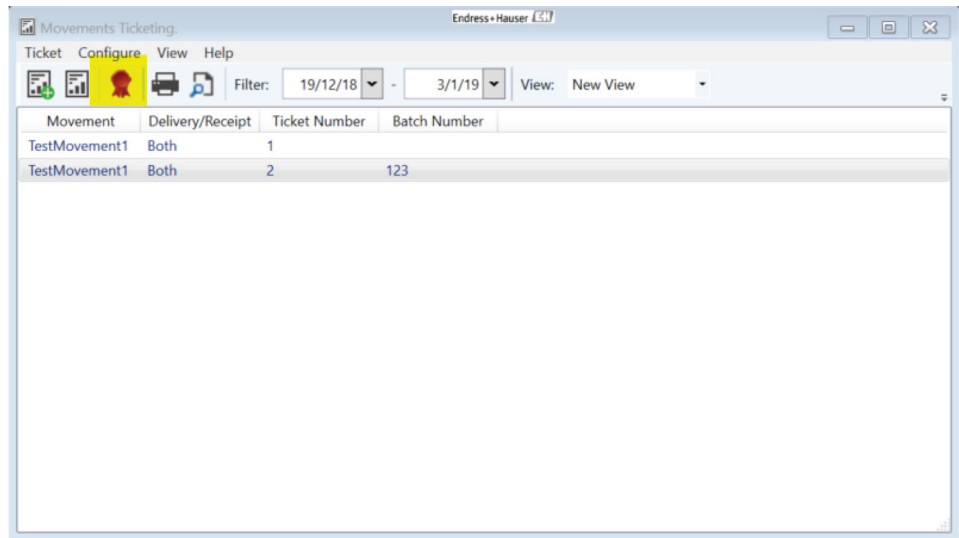 Endress+Hauser EH
Movements Ticketing.
Ticket Configure View Help
Filter: 19/12/18 - 3/1/19 View: New View
Movement Delivery/Receipt Ticket Number Batch Number
TestMovement1 Both 1
TestMovement1 Both 2 123